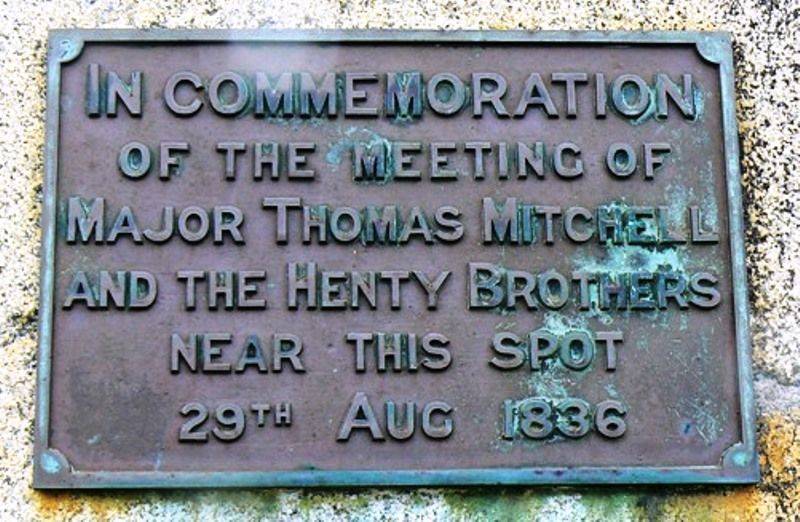 IN COMMEMORATION
OF THE MEETING OF
MAJOR THOMAS MITCHELL
AND THE HENTY BROTHERS
NEAR THIS SPOT
29TH AUG 1836